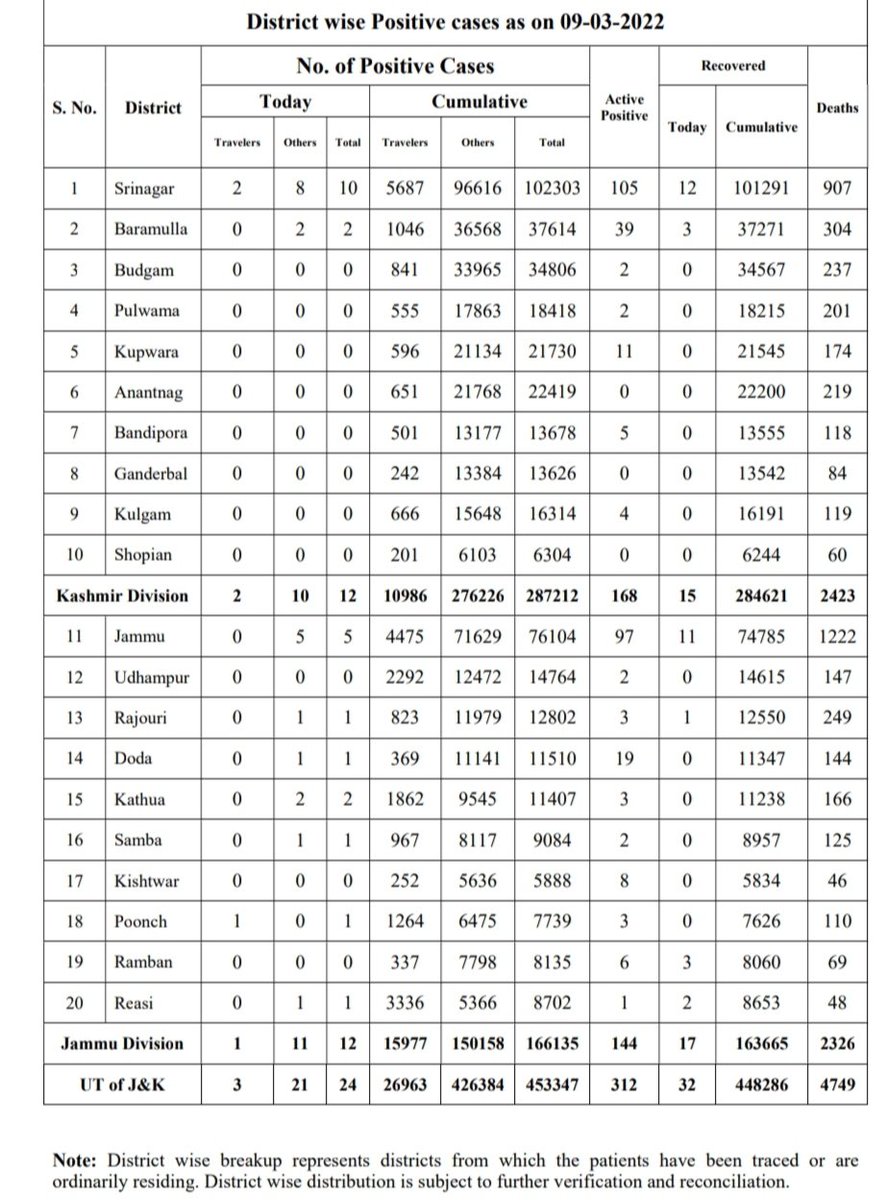 District wise Positive cases as on 09-03-2022
S. No. District No. of Positive Cases Active Positive Recovered Deaths
Today Cumulative Today Cumulative
Travelers Others Total Travelers Others Total
1 Srinagar 2 8 10 5687 96616 102303 105 12 101291 907
2 Baramulla 0 2 2 1046 36568 37614 39 3 37271 304
3 Budgam 0 0 0 841 33965 34806 2 0 34567 237
4 Pulwama 0 0 0 555 17863 18418 2 0 18215 201
5 Kupwara 0 0 0 596 21134 21730 11 0 21545 174
6 Anantnag 0 0 0 651 21768 22419 0 0 22200 219
7 Bandipora 0 0 0 501 13177 13678 5 0 13555 118
8 Ganderbal 0 0 0 242 13384 13626 0 0 13542 84
9 Kulgam 0 0 0 666 15648 16314 4 0 16191 119
10 Shopian 0 0 0 201 6103 6304 0 0 6244 60
Kashmir Division 2 10 12 10986 276226 287212 168 15 284621 2423
11 Jammu 0 5 5 4475 71629 76104 97 11 74785 1222
12 Udhampur 0 0 0 2292 12472 14764 2 0 14615 147
13 Rajouri 0 1 1 823 11979 12802 3 1 12550 249
14 Doda 0 1 1 369 11141 11510 19 0 11347 144
15 Kathua 0 2 2 1862 9545 11407 3 0 11238 166
16 Samba 0 1 1 967 8117 9084 2 0 8957 125
17 Kishtwar 0 0 0 252 5636 5888 8 0 5834 46
18 Poonch 1 0 1 1264 6475 7739 3 0 7626 110
19 Ramban 0 0 0 337 7798 8135 6 3 8060 69
20 Reasi 0 1 1 3336 5366 8702 1 2 8653 48
Jammu Division 1 11 12 15977 150158 166135 144 17 163665 2326
UT of J&K 3 21 24 26963 426384 453347 312 32 448286 4749
Note: District wise breakup represents districts from which the patients have been traced or are
ordinarily residing. District wise distribution is subject to further verification and reconciliation.